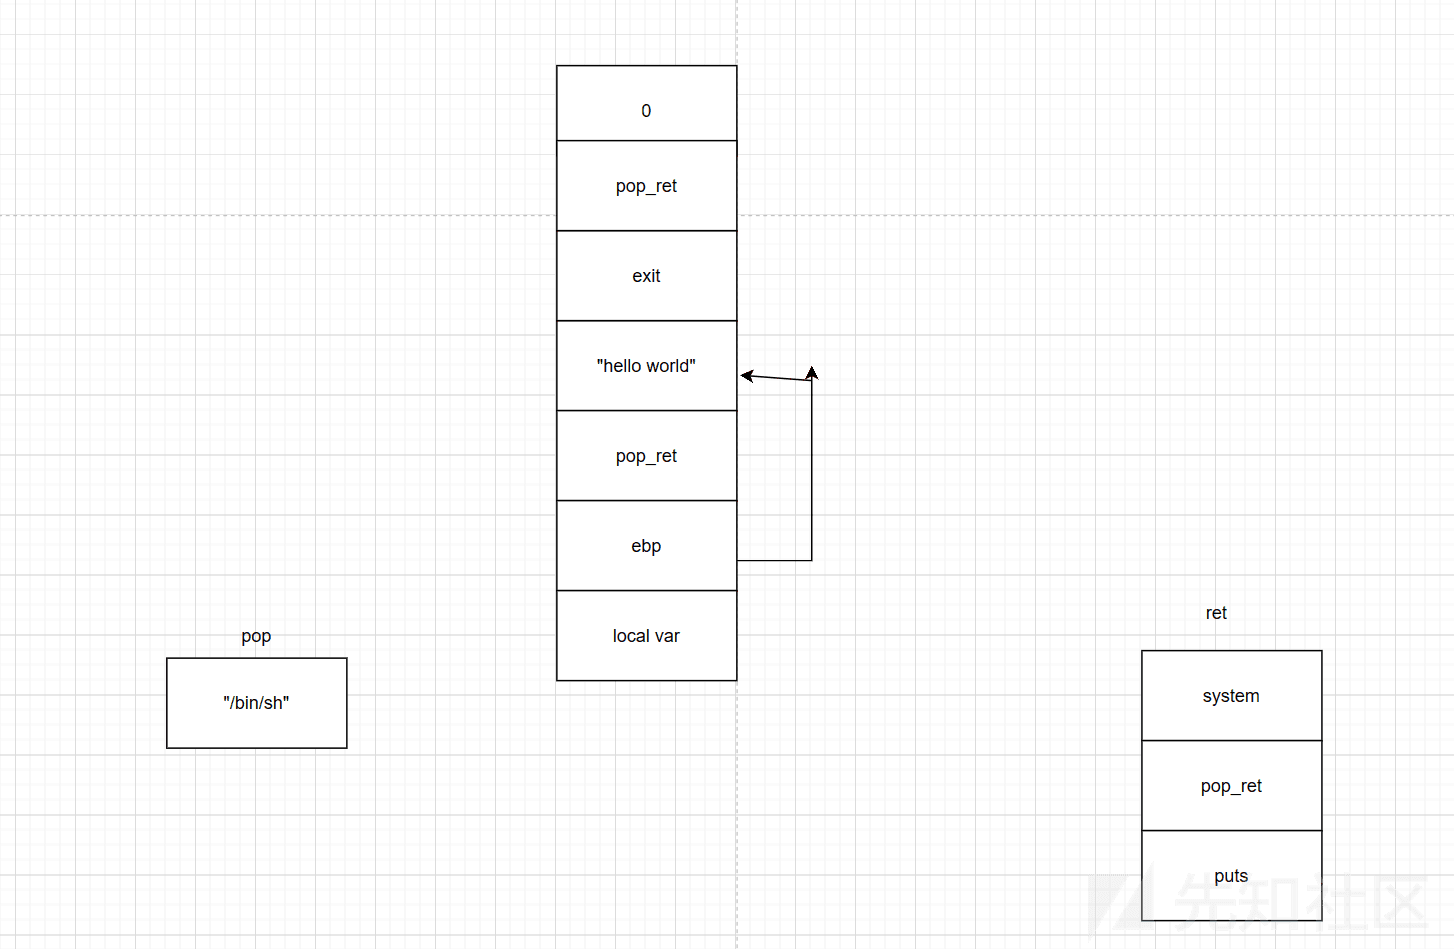 0
pop_ret
exit
"hello world"
pop_ret
ebp
local var
pop
"/bin/sh"
ret
system
pop_ret
puts
先知社区